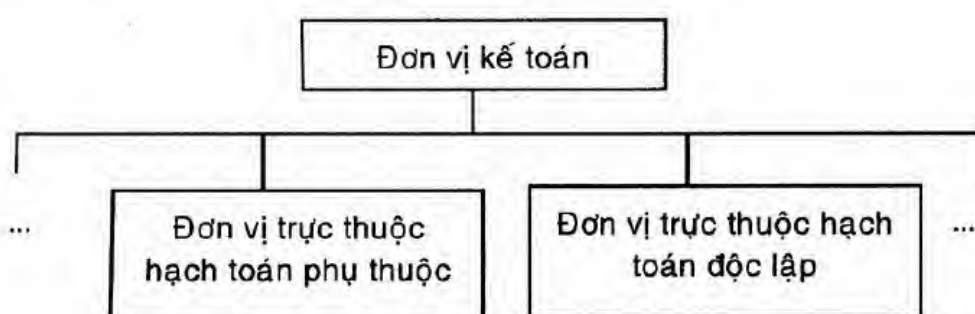 Đơn vị kế toán
...
Đơn vị trực thuộc
hạch toán phụ thuộc
Đơn vị trực thuộc hạch
toán độc lập
...